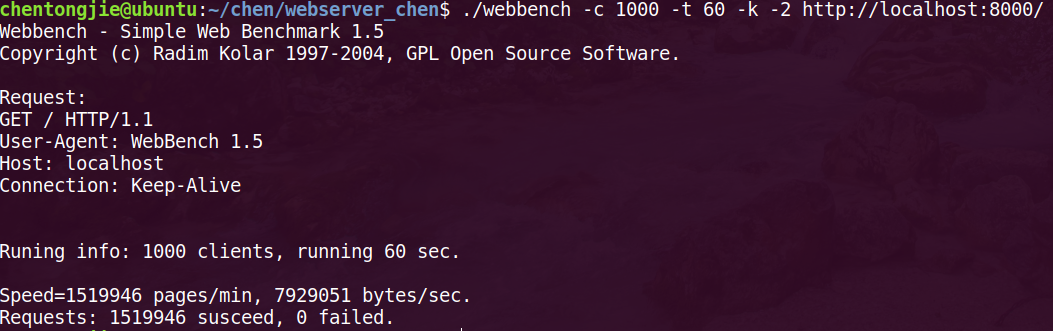 chentongjie@ubuntu:~/chen/webserver_chen$ ./webbench -c 1000 -t 60 -k -2 http://localhost:8000/
Webbench - Simple Web Benchmark 1.5
Copyright (c) Radim Kolar 1997-2004, GPL Open Source Software.
Request:
GET / HTTP/1.1
User-Agent: WebBench 1.5
Host: localhost
Connection: Keep-Alive
Runing info: 1000 clients, running 60 sec.
Speed=1519946 pages/min, 7929051 bytes/sec.
Requests: 1519946 susceed, 0 failed.